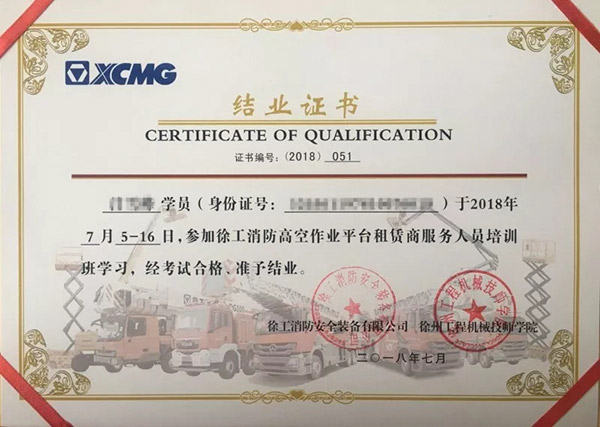 XCMG
结业证书
CERTIFICATE OF QUALIFICATION
证书编号：(2018) 051
学员（身份证号： ）于2018年
7月5-16日，参加徐工消防高空作业平台租赁商服务人员培训
班学习，经考试合格、准予结业。
徐工消防安全装备有限公司 徐州工程机械技师学院
二〇一八年七月